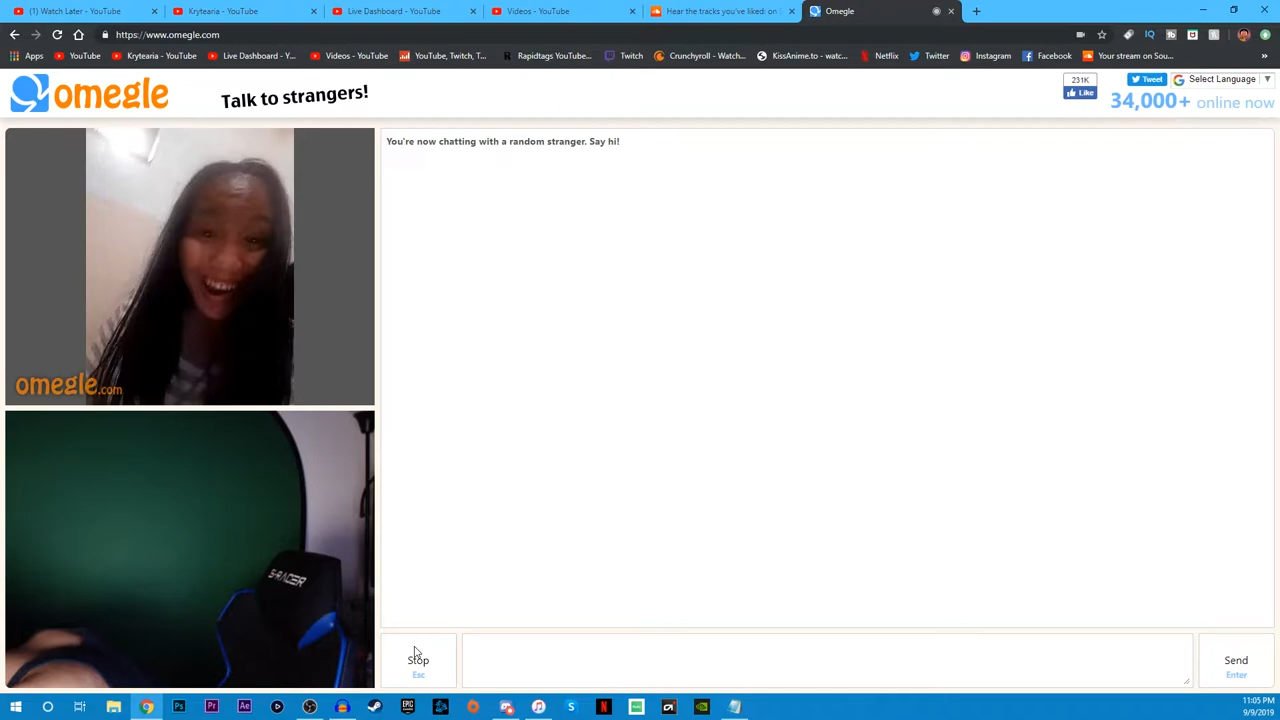 (1) Watch Later - YouTube
Krytearia - YouTube
Live Dashboard - YouTube
Videos - YouTube
Hear the tracks you've liked: on S
Omegle
https://www.omegle.com
Apps
YouTube
Krytearia - YouTube
Live Dashboard - Y...
Videos - YouTube
YouTube, Twitch, T...
Rapidtags YouTube...
Twitch
Crunchyroll - Watch...
KissAnime.to - watc...
Netflix
Twitter
Instagram
Facebook
Your stream on Sou...
omegle
Talk to strangers!
231K
Like
Tweet
Select Language
34,000+ online now
You're now chatting with a random stranger. Say hi!
omegle.com
S-RACER
Stop
Esc
Send
Enter
11:05 PM
9/9/2019